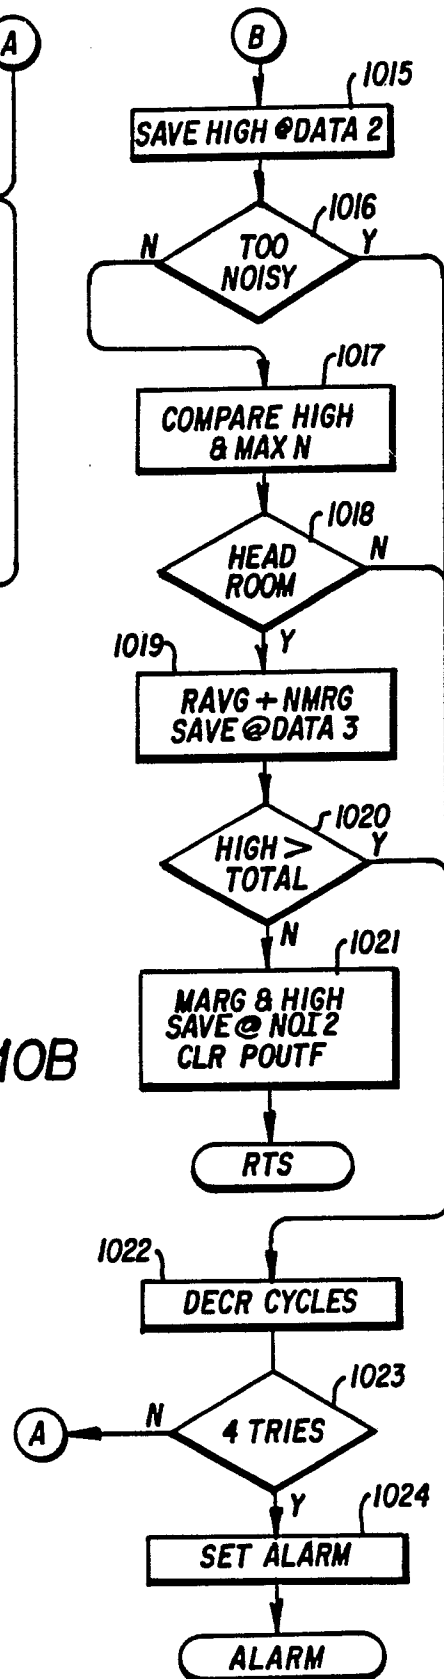 A
B
1015
SAVE HIGH @ DATA 2
1016
N
TOO
NOISY
Y
1017
COMPARE HIGH
& MAX N
1018
HEAD
ROOM
N
Y
1019
RAVG + NMRG
SAVE @ DATA 3
1020
HIGH >
TOTAL
Y
N
1021
MARG & HIGH
SAVE @ NOI 2
CLR POUTF
10B
RTS
1022
DECR CYCLES
1023
A
N
4 TRIES
Y
1024
SET ALARM
ALARM